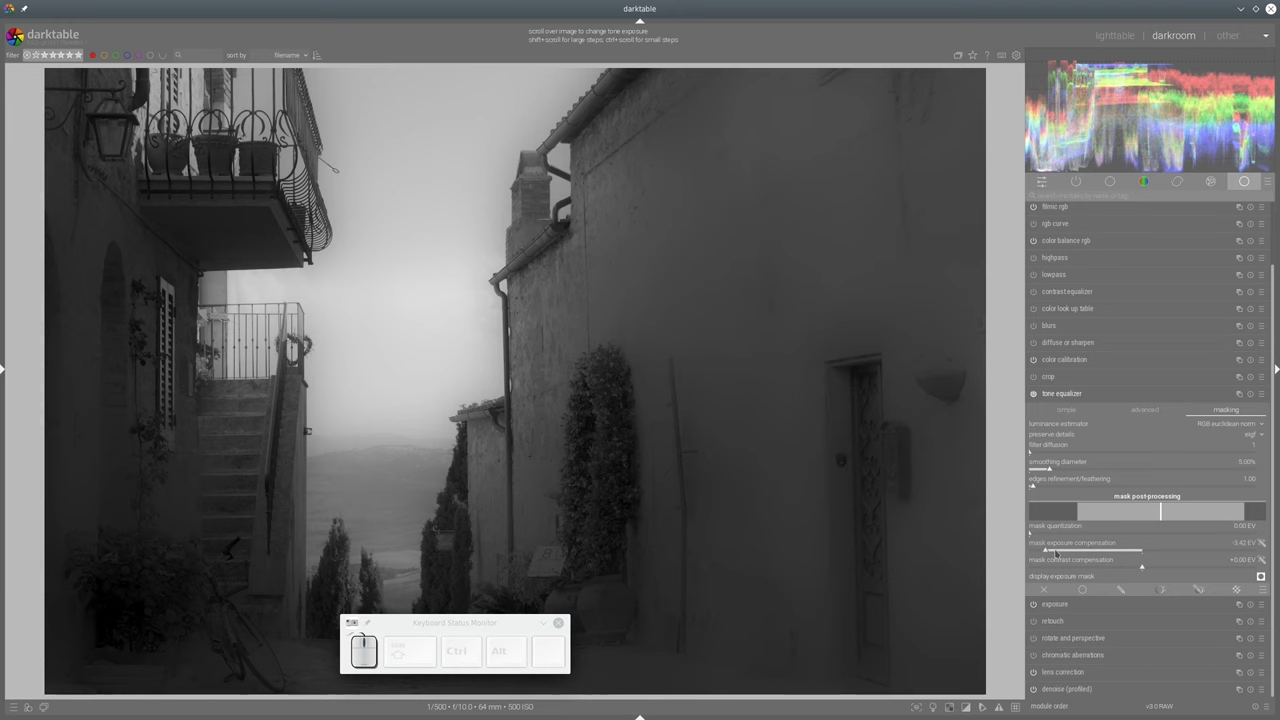 darktable
scroll over image to change tone exposure
shift+scroll for large steps; ctrl+scroll for small steps
darktable
lighttable | darkroom | other
filter
sort by filename
filmic rgb
rgb curve
color balance rgb
highpass
lowpass
contrast equalizer
color look up table
blurs
diffuse or sharpen
color calibration
crop
tone equalizer
simple advanced masking
luminance estimator RGB euclidean norm
preserve details eigf
filter diffusion 1
smoothing diameter 5.00%
edges refinement/feathering 1.00
mask post-processing
mask quantization 0.00 EV
mask exposure compensation -3.42 EV
mask contrast compensation +0.00 EV
display exposure mask
exposure
retouch
rotate and perspective
chromatic aberrations
lens correction
denoise (profiled)
module order v3.0 RAW
Keyboard Status Monitor
Ctrl Alt
1/500 • f/10.0 • 64 mm • 500 ISO